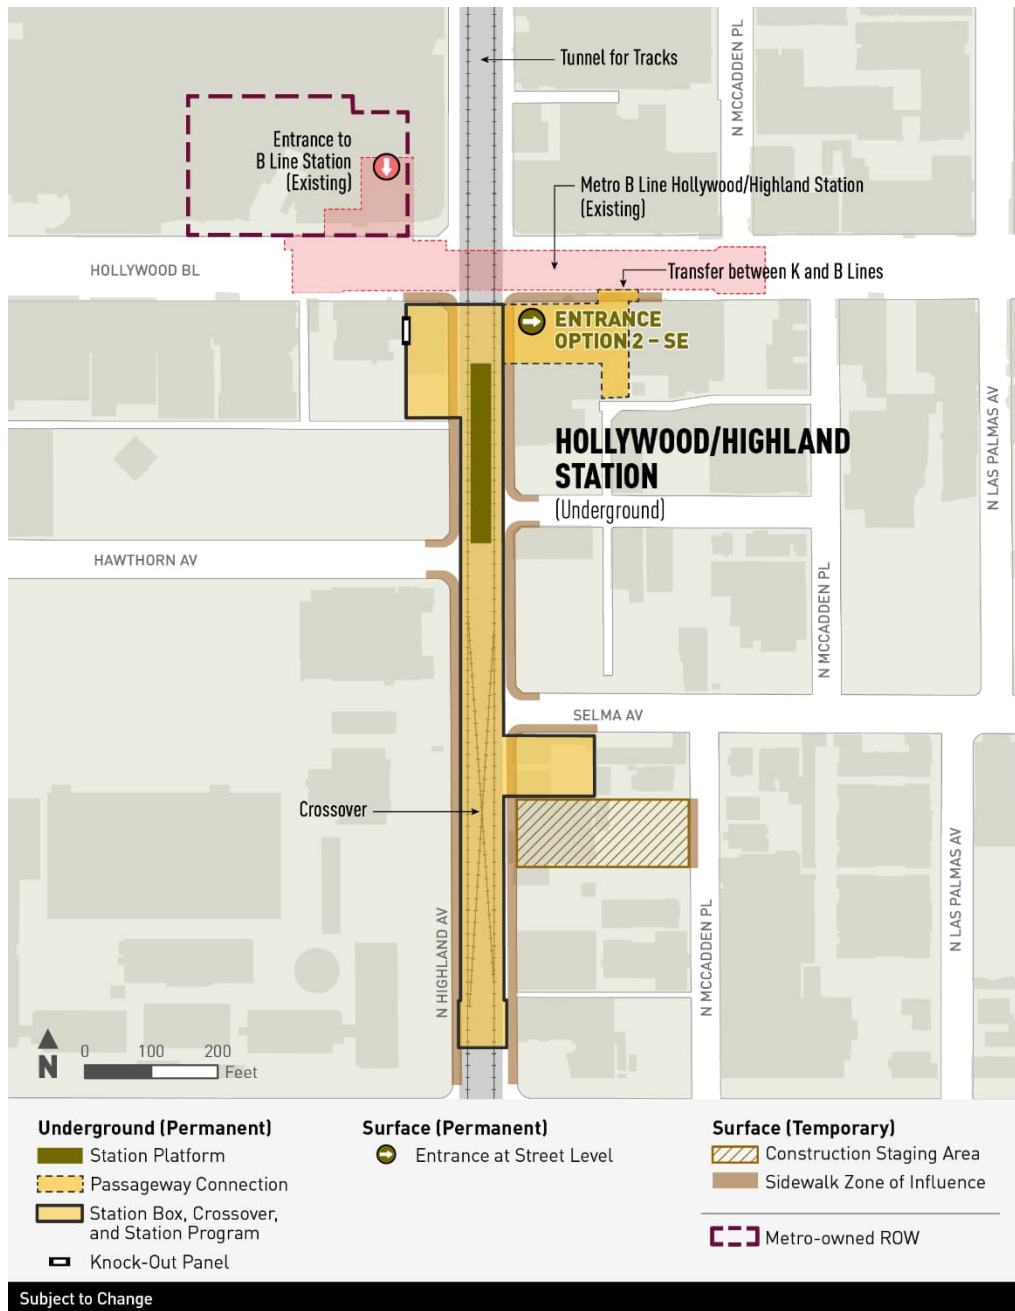 Tunnel for Tracks
N MCCADDEN PL
Entrance to
B Line Station
(Existing)
Metro B Line Hollywood/Highland Station
(Existing)
HOLLYWOOD BL
Transfer between K and B Lines
ENTRANCE
OPTION 2 – SE
N LAS PALMAS AV
HOLLYWOOD/HIGHLAND
STATION
(Underground)
HAWTHORN AV
N MCCADDEN PL
SELMA AV
Crossover
N LAS PALMAS AV
N HIGHLAND AV
N MCCADDEN PL
N
0 100 200
Feet
Underground (Permanent)
Station Platform
Passageway Connection
Station Box, Crossover,
and Station Program
Knock-Out Panel
Surface (Permanent)
Entrance at Street Level
Surface (Temporary)
Construction Staging Area
Sidewalk Zone of Influence
Metro-owned ROW
Subject to Change